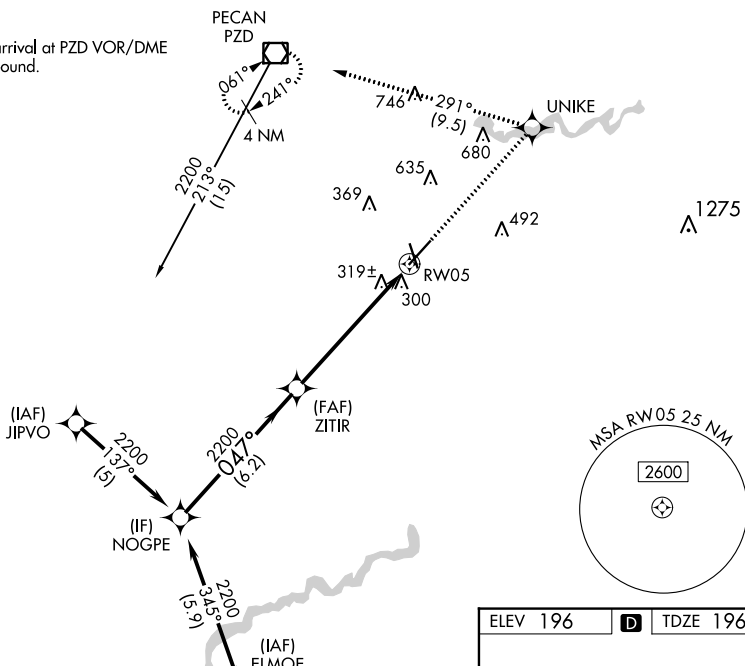 PECAN
PZD
rrival at PZD VOR/DME
ound.
061°
241°
4 NM
2200
213°
(15)
746
291°
(9.5)
UNIKE
680
635
369
492
1275
319±
RW05
300
(IAF)
JIPVO
2200
137°
(5)
2200
047°
(6.2)
(FAF)
ZITIR
(IF)
NOGPE
2200
345°
(5.9)
(IAF)
MSA RW05 25 NM
2600
ELEV 196 D TDZE 196